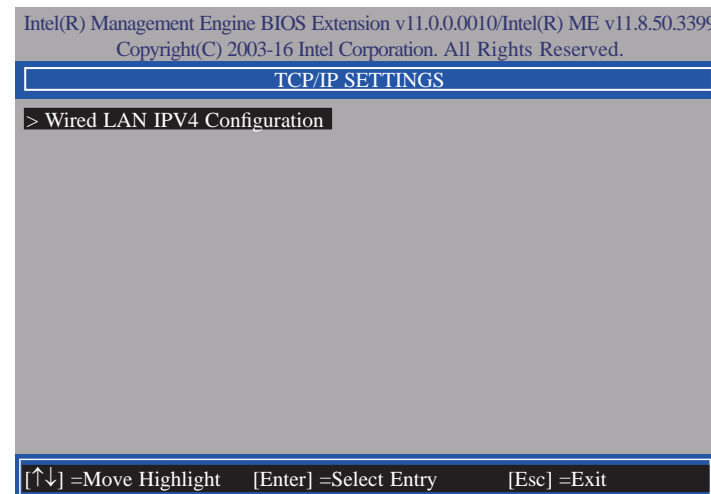 Intel(R) Management Engine BIOS Extension v11.0.0.0010/Intel(R) ME v11.8.50.3399
Copyright(C) 2003-16 Intel Corporation. All Rights Reserved.
TCP/IP SETTINGS
> Wired LAN IPV4 Configuration
[↑↓] =Move Highlight [Enter] =Select Entry [Esc] =Exit